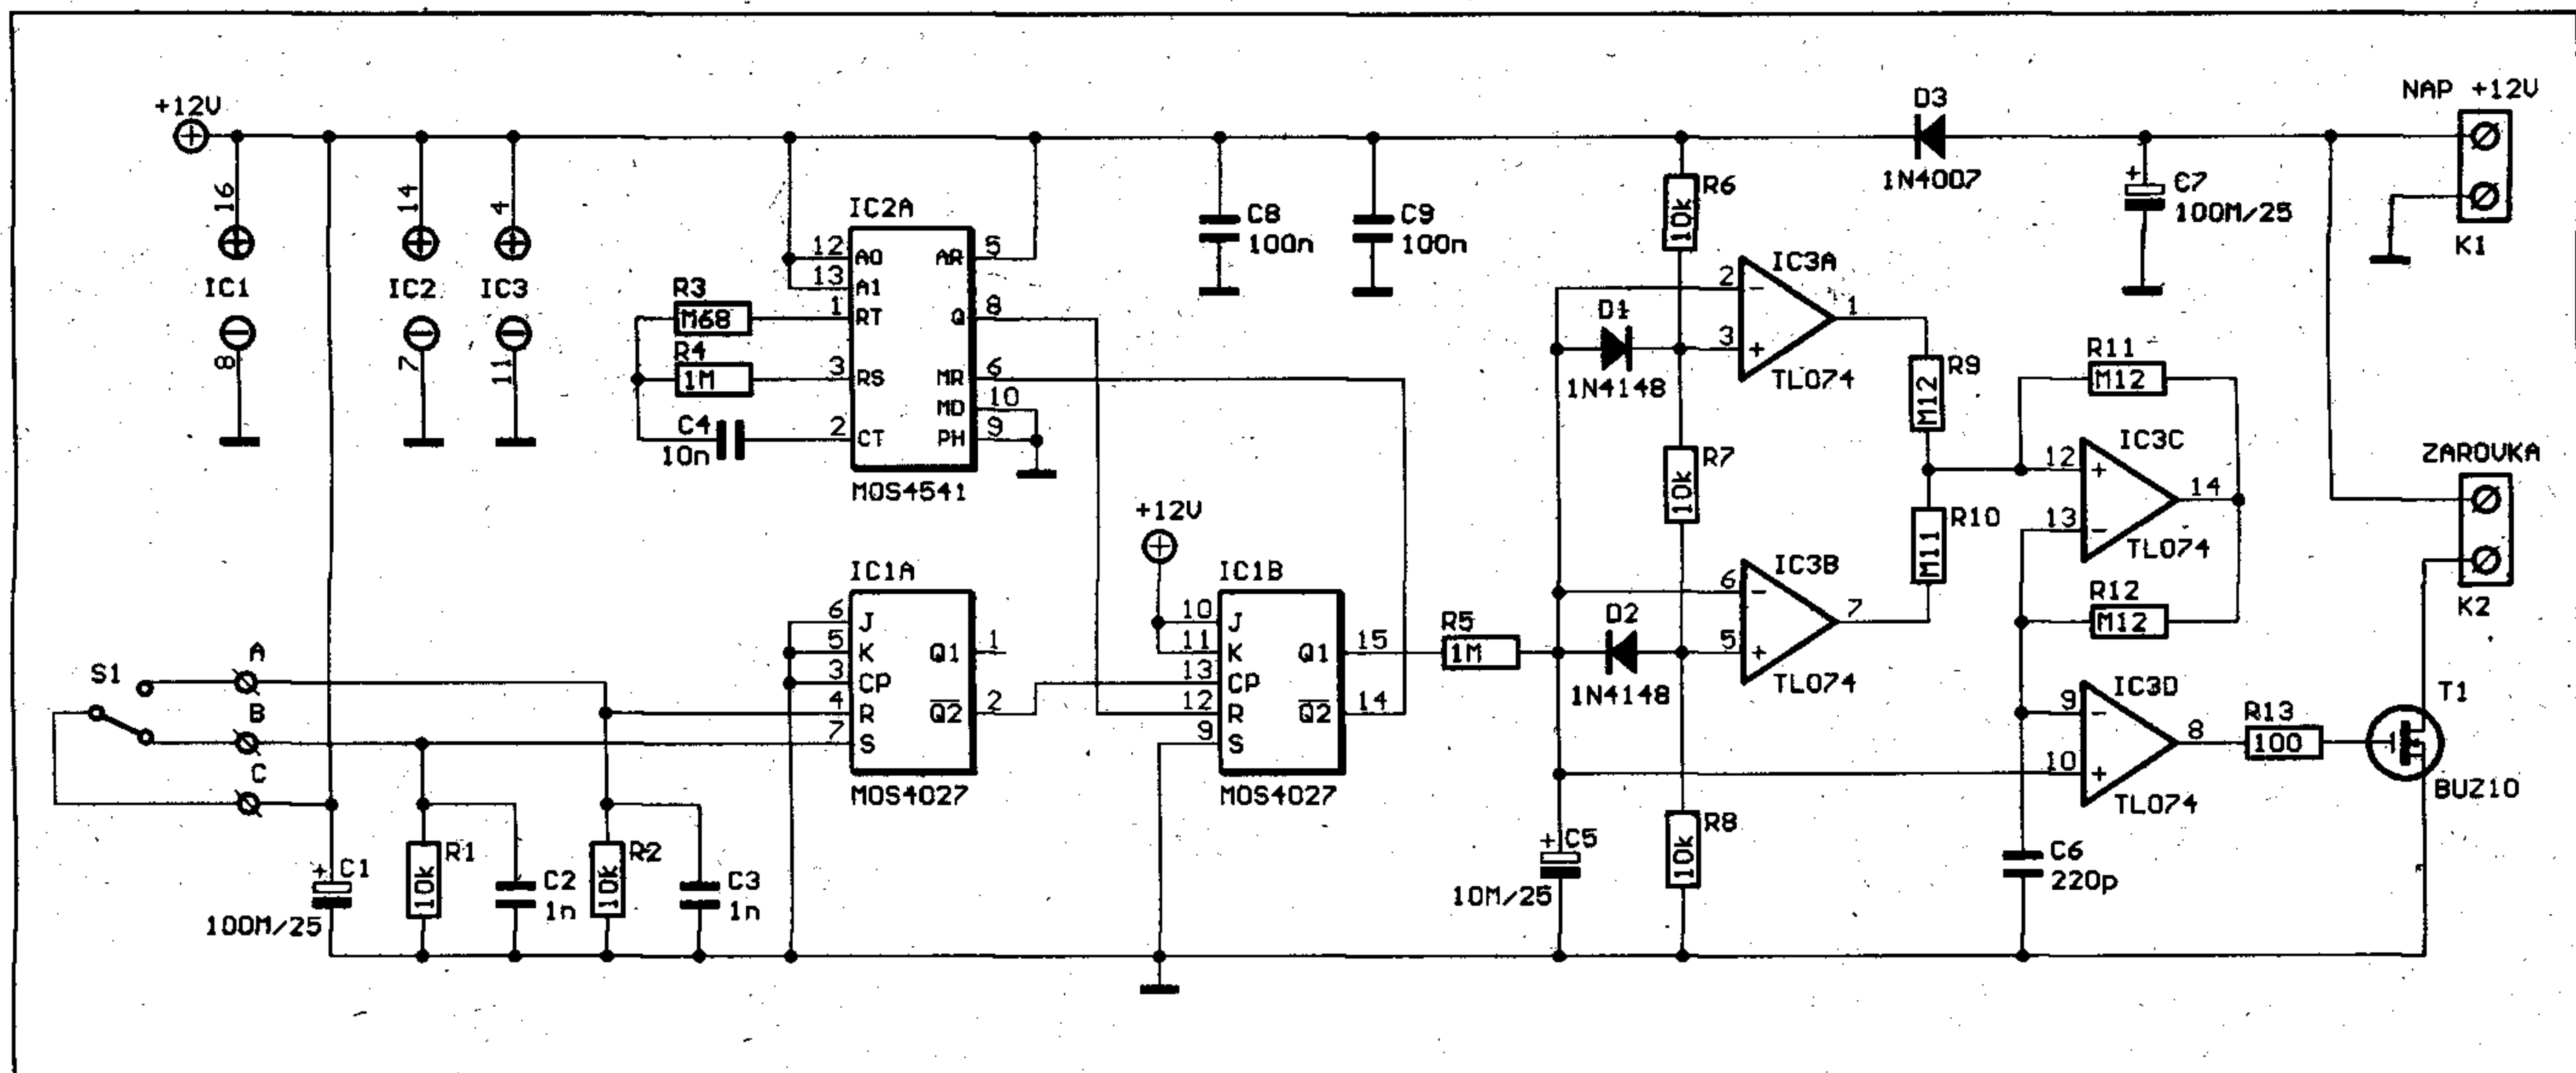 +12V
16
IC1
8
14
IC2
7
4
IC3
11
IC2A
12 A0
13 A1
1 RT
3 RS
2 CT
AR 5
Q 8
MR 6
MD 10
PH 9
MOS4541
R3
M68
R4
1M
C4
10n
C8
100n
C9
100n
R6
10k
D3
1N4007
NAP +12V
K1
C7
+
100M/25
IC3A
2 -
3 +
1
TL074
D1
1N4148
R7
10k
R9
M12
R10
M11
R11
M12
IC3C
12 +
13 -
14
TL074
ZAROVKA
K2
R12
M12
IC3B
6 -
5 +
7
TL074
D2
1N4148
R5
1M
+12V
IC1A
6 J
5 K
3 CP
4 R
7 S
Q1 1
Q2 2
MOS4027
IC1B
10 J
11 K
13 CP
12 R
9 S
Q1 15
Q2 14
MOS4027
S1
A
B
C
IC3D
9 -
10 +
8
TL074
R13
100
T1
BUZ10
+
C1
100M/25
R1
10k
C2
1n
R2
10k
C3
1n
+
C5
10M/25
R8
10k
C6
220p